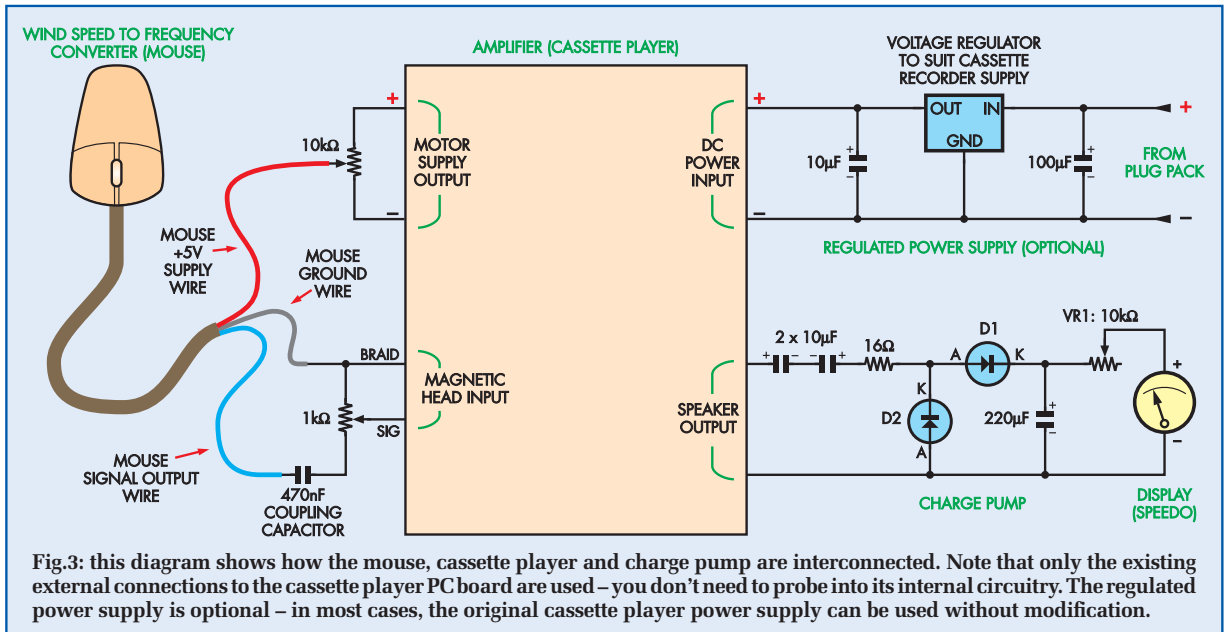 WIND SPEED TO FREQUENCY
CONVERTER (MOUSE)
AMPLIFIER (CASSETTE PLAYER)
VOLTAGE REGULATOR
TO SUIT CASSETTE
RECORDER SUPPLY
+
10kΩ
MOTOR
SUPPLY
OUTPUT
–
MOUSE
+5V
SUPPLY
WIRE
MOUSE
GROUND
WIRE
BRAID
MAGNETIC
HEAD INPUT
1kΩ
SIG
MOUSE
SIGNAL OUTPUT
WIRE
470nF
COUPLING
CAPACITOR
+
DC
POWER
INPUT
–
OUT IN
GND
10µF
+
–
100µF
+
–
+
FROM
PLUG PACK
–
REGULATED POWER SUPPLY (OPTIONAL)
SPEAKER
OUTPUT
2 x 10µF
+ – – +
16Ω
D1
A K
K
D2
A
220µF
+
–
VR1: 10kΩ
+
–
CHARGE PUMP
DISPLAY
(SPEEDO)
Fig.3: this diagram shows how the mouse, cassette player and charge pump are interconnected. Note that only the existing
external connections to the cassette player PC board are used – you don't need to probe into its internal circuitry. The regulated
power supply is optional – in most cases, the original cassette player power supply can be used without modification.